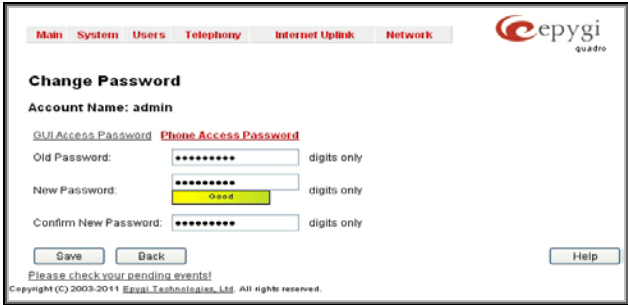 Main System Users Telephony Internet Uplink Network
epygi
quadro
Change Password
Account Name: admin
GUI Access Password Phone Access Password
Old Password: ••••••••• digits only
New Password: ••••••••• digits only
Good
Confirm New Password: ••••••••• digits only
Save Back Help
Please check your pending events!
Copyright (C) 2003-2011 Epygi Technologies, Ltd. All rights reserved.